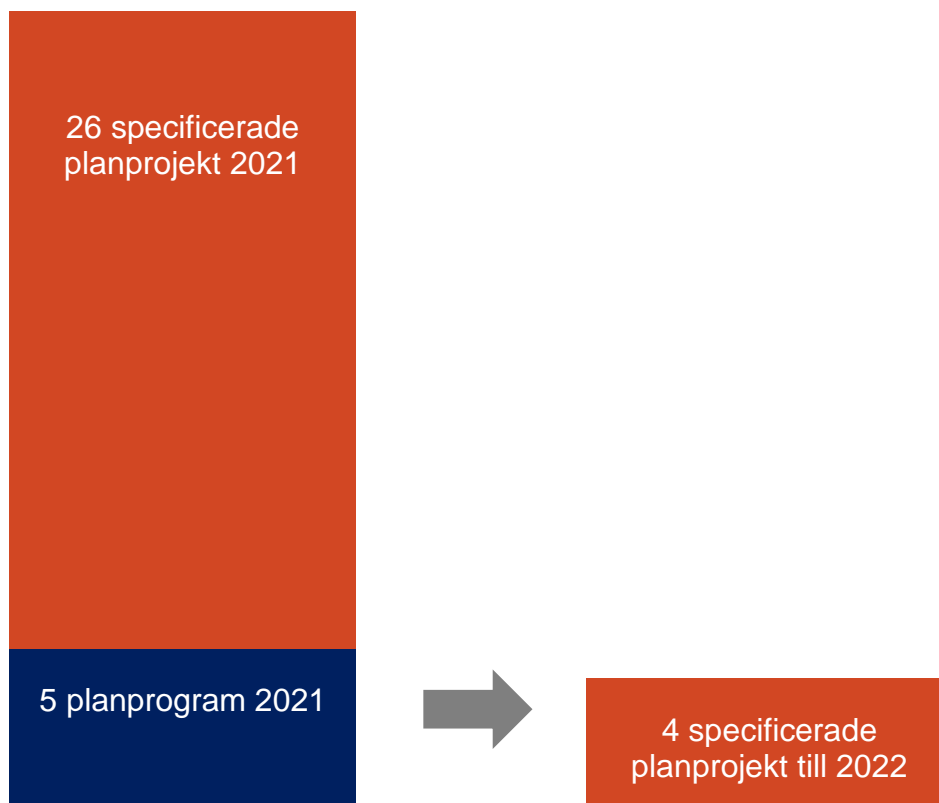 26 specificerade
planprojekt 2021
5 planprogram 2021
4 specificerade
planprojekt till 2022